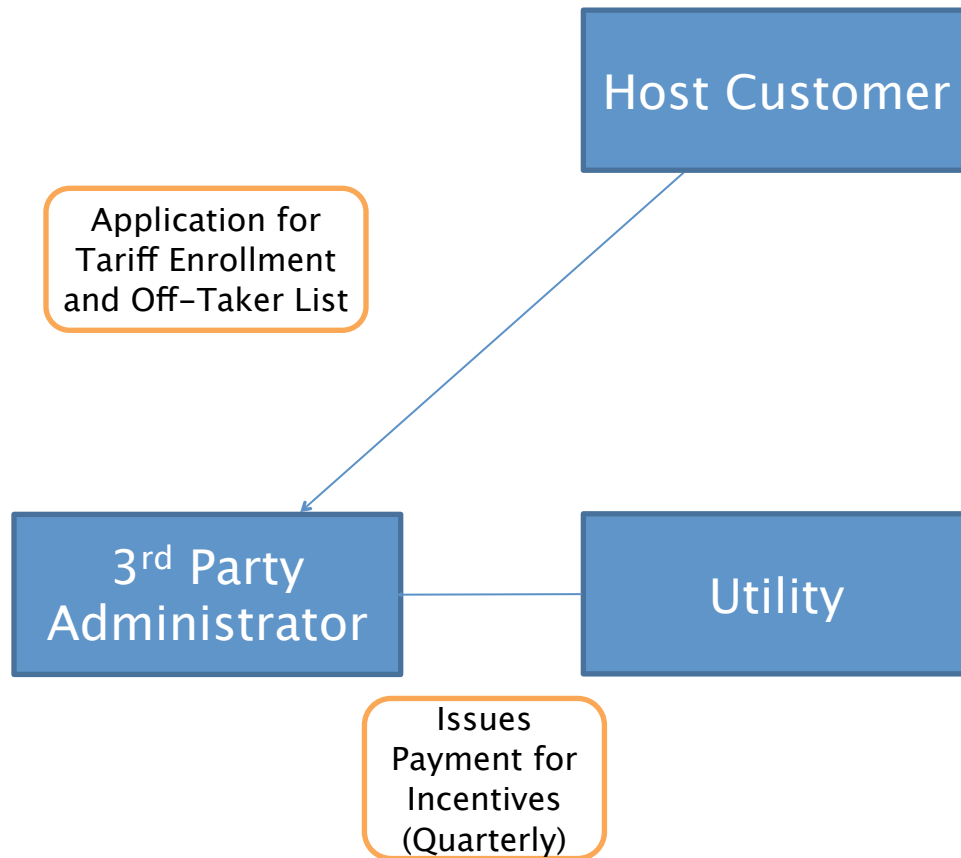 Host Customer
Application for
Tariff Enrollment
and Off-Taker List
3rd Party
Administrator
Utility
Issues
Payment for
Incentives
(Quarterly)